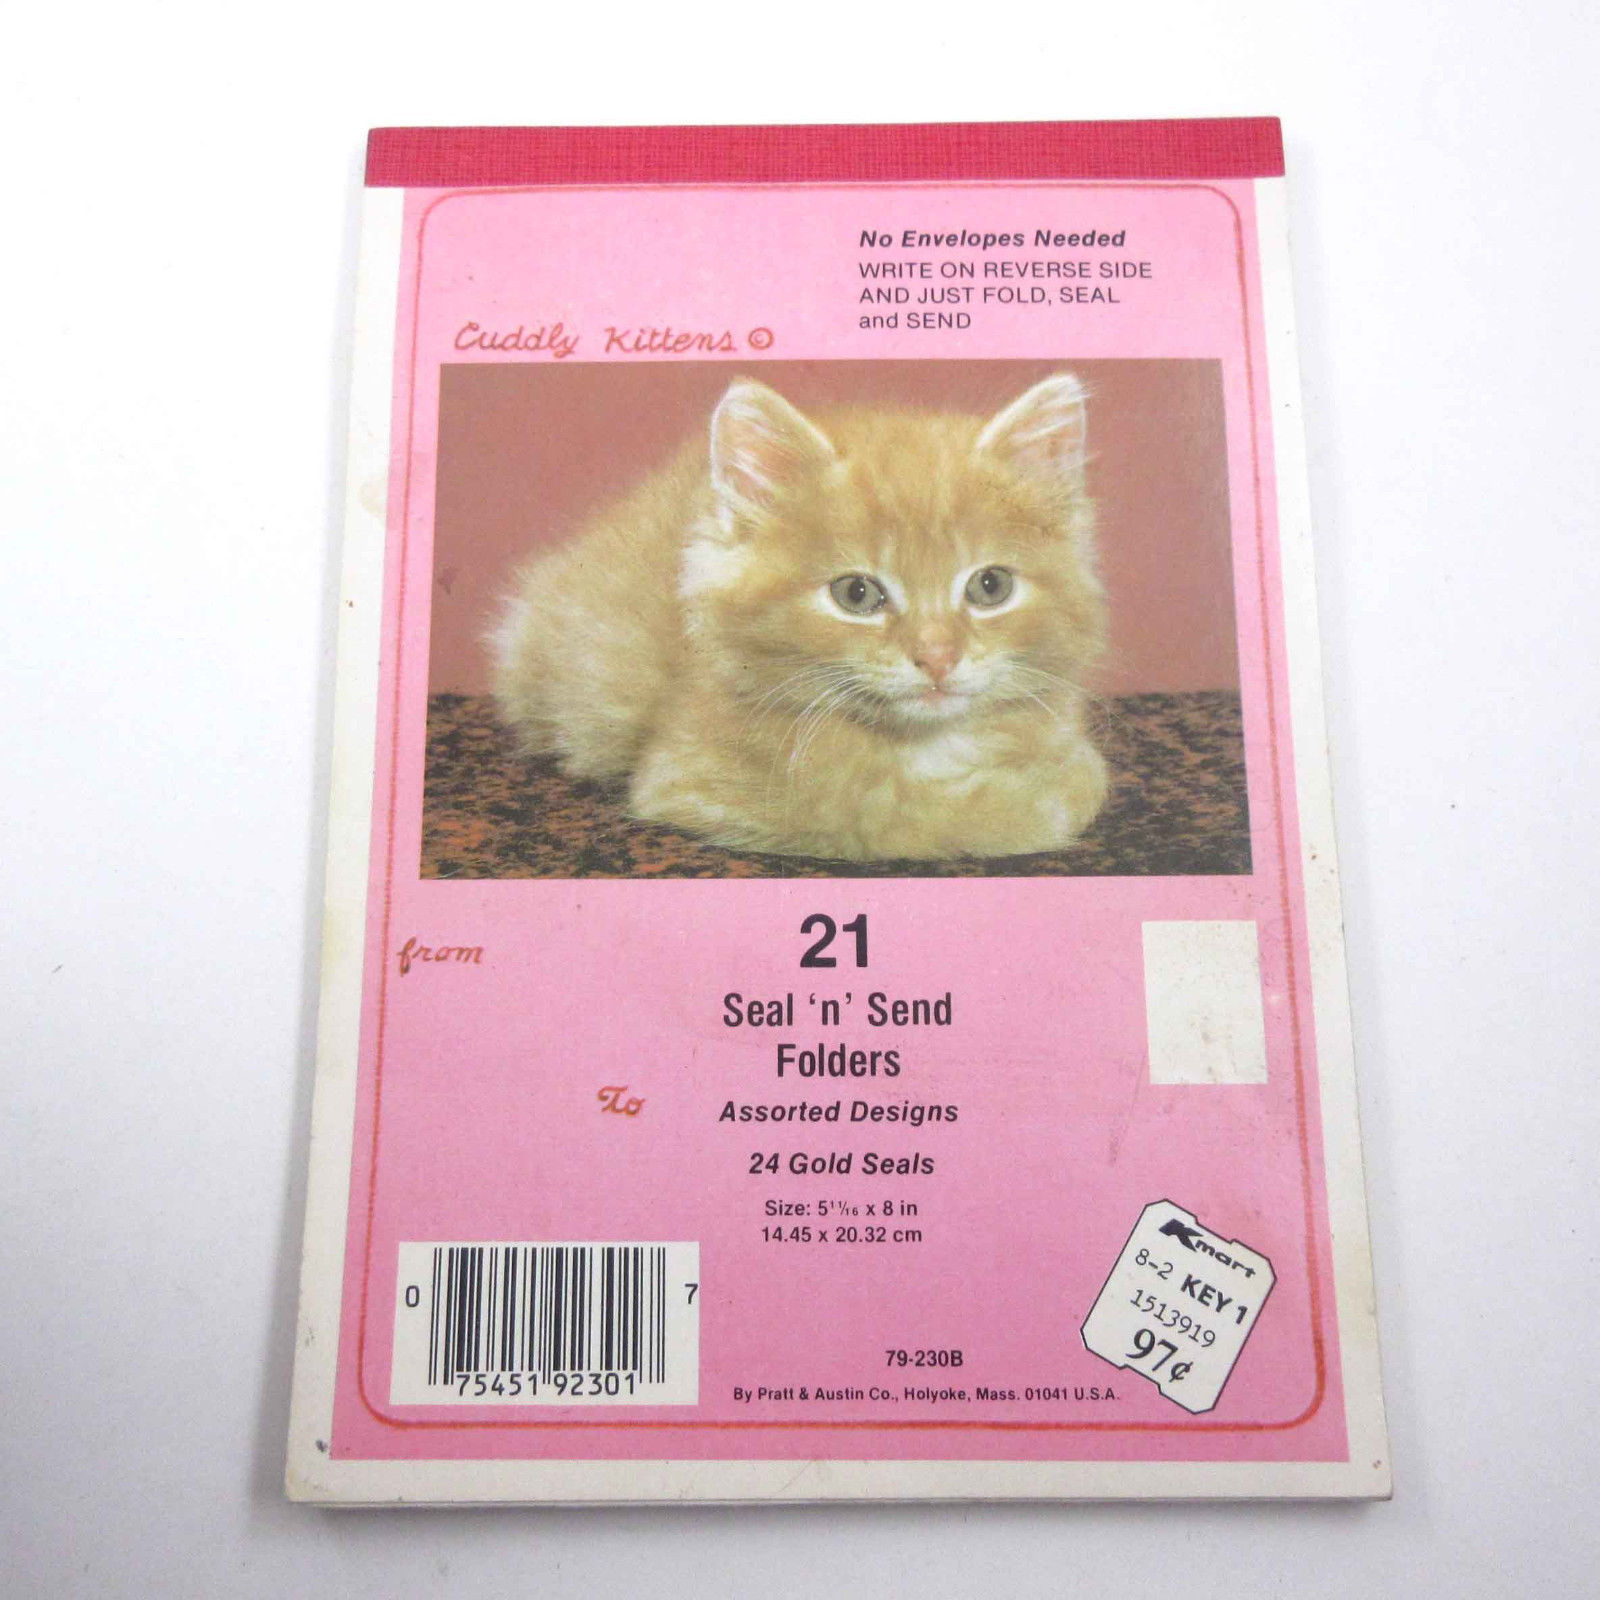 No Envelopes Needed
WRITE ON REVERSE SIDE
AND JUST FOLD, SEAL
and SEND
Cuddly Kittens ©
from
21
Seal ‘n’ Send
Folders
To
Assorted Designs
24 Gold Seals
Size: 5 11/16 x 8 in
14.45 x 20.32 cm
0 75451 92301 7
Kmart
8-2 KEY 1
1513919
97¢
79-230B
By Pratt & Austin Co., Holyoke, Mass. 01041 U.S.A.